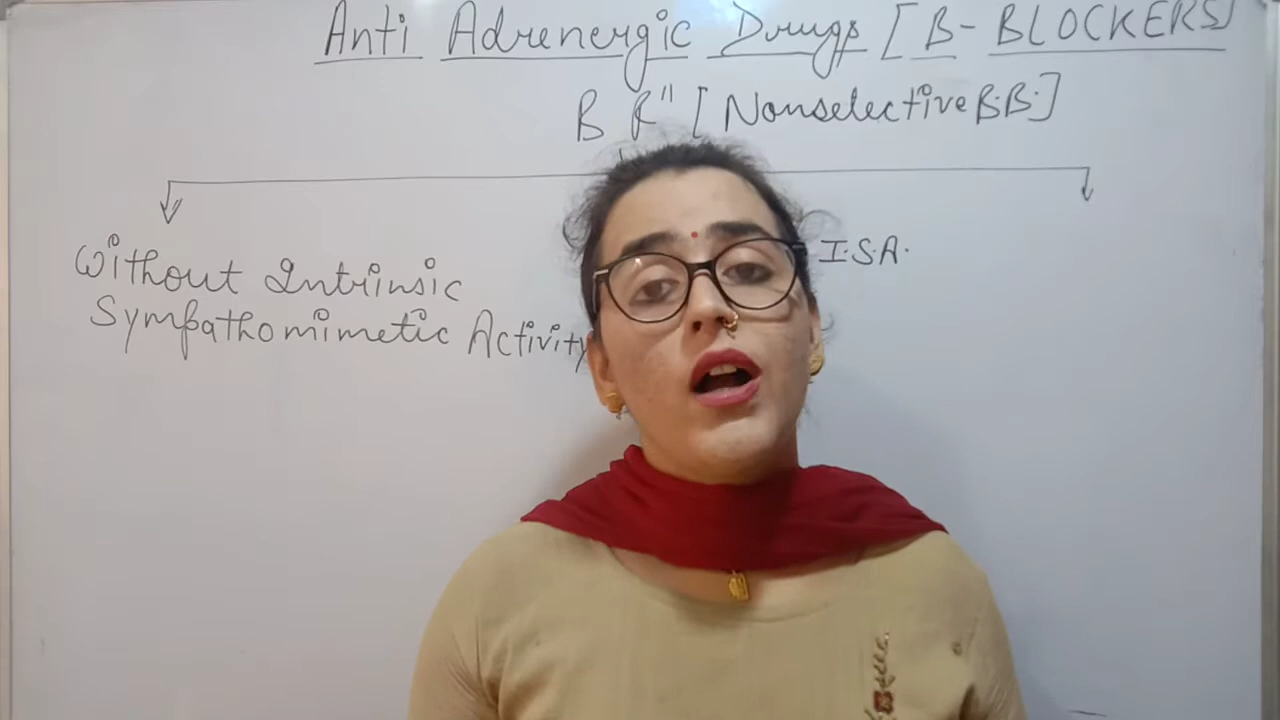 Anti Adrenergic Drugs [B-BLOCKERS]
B R" [Nonselective B.B.]
Without Intrinsic
Sympathomimetic Activity
I.S.A.